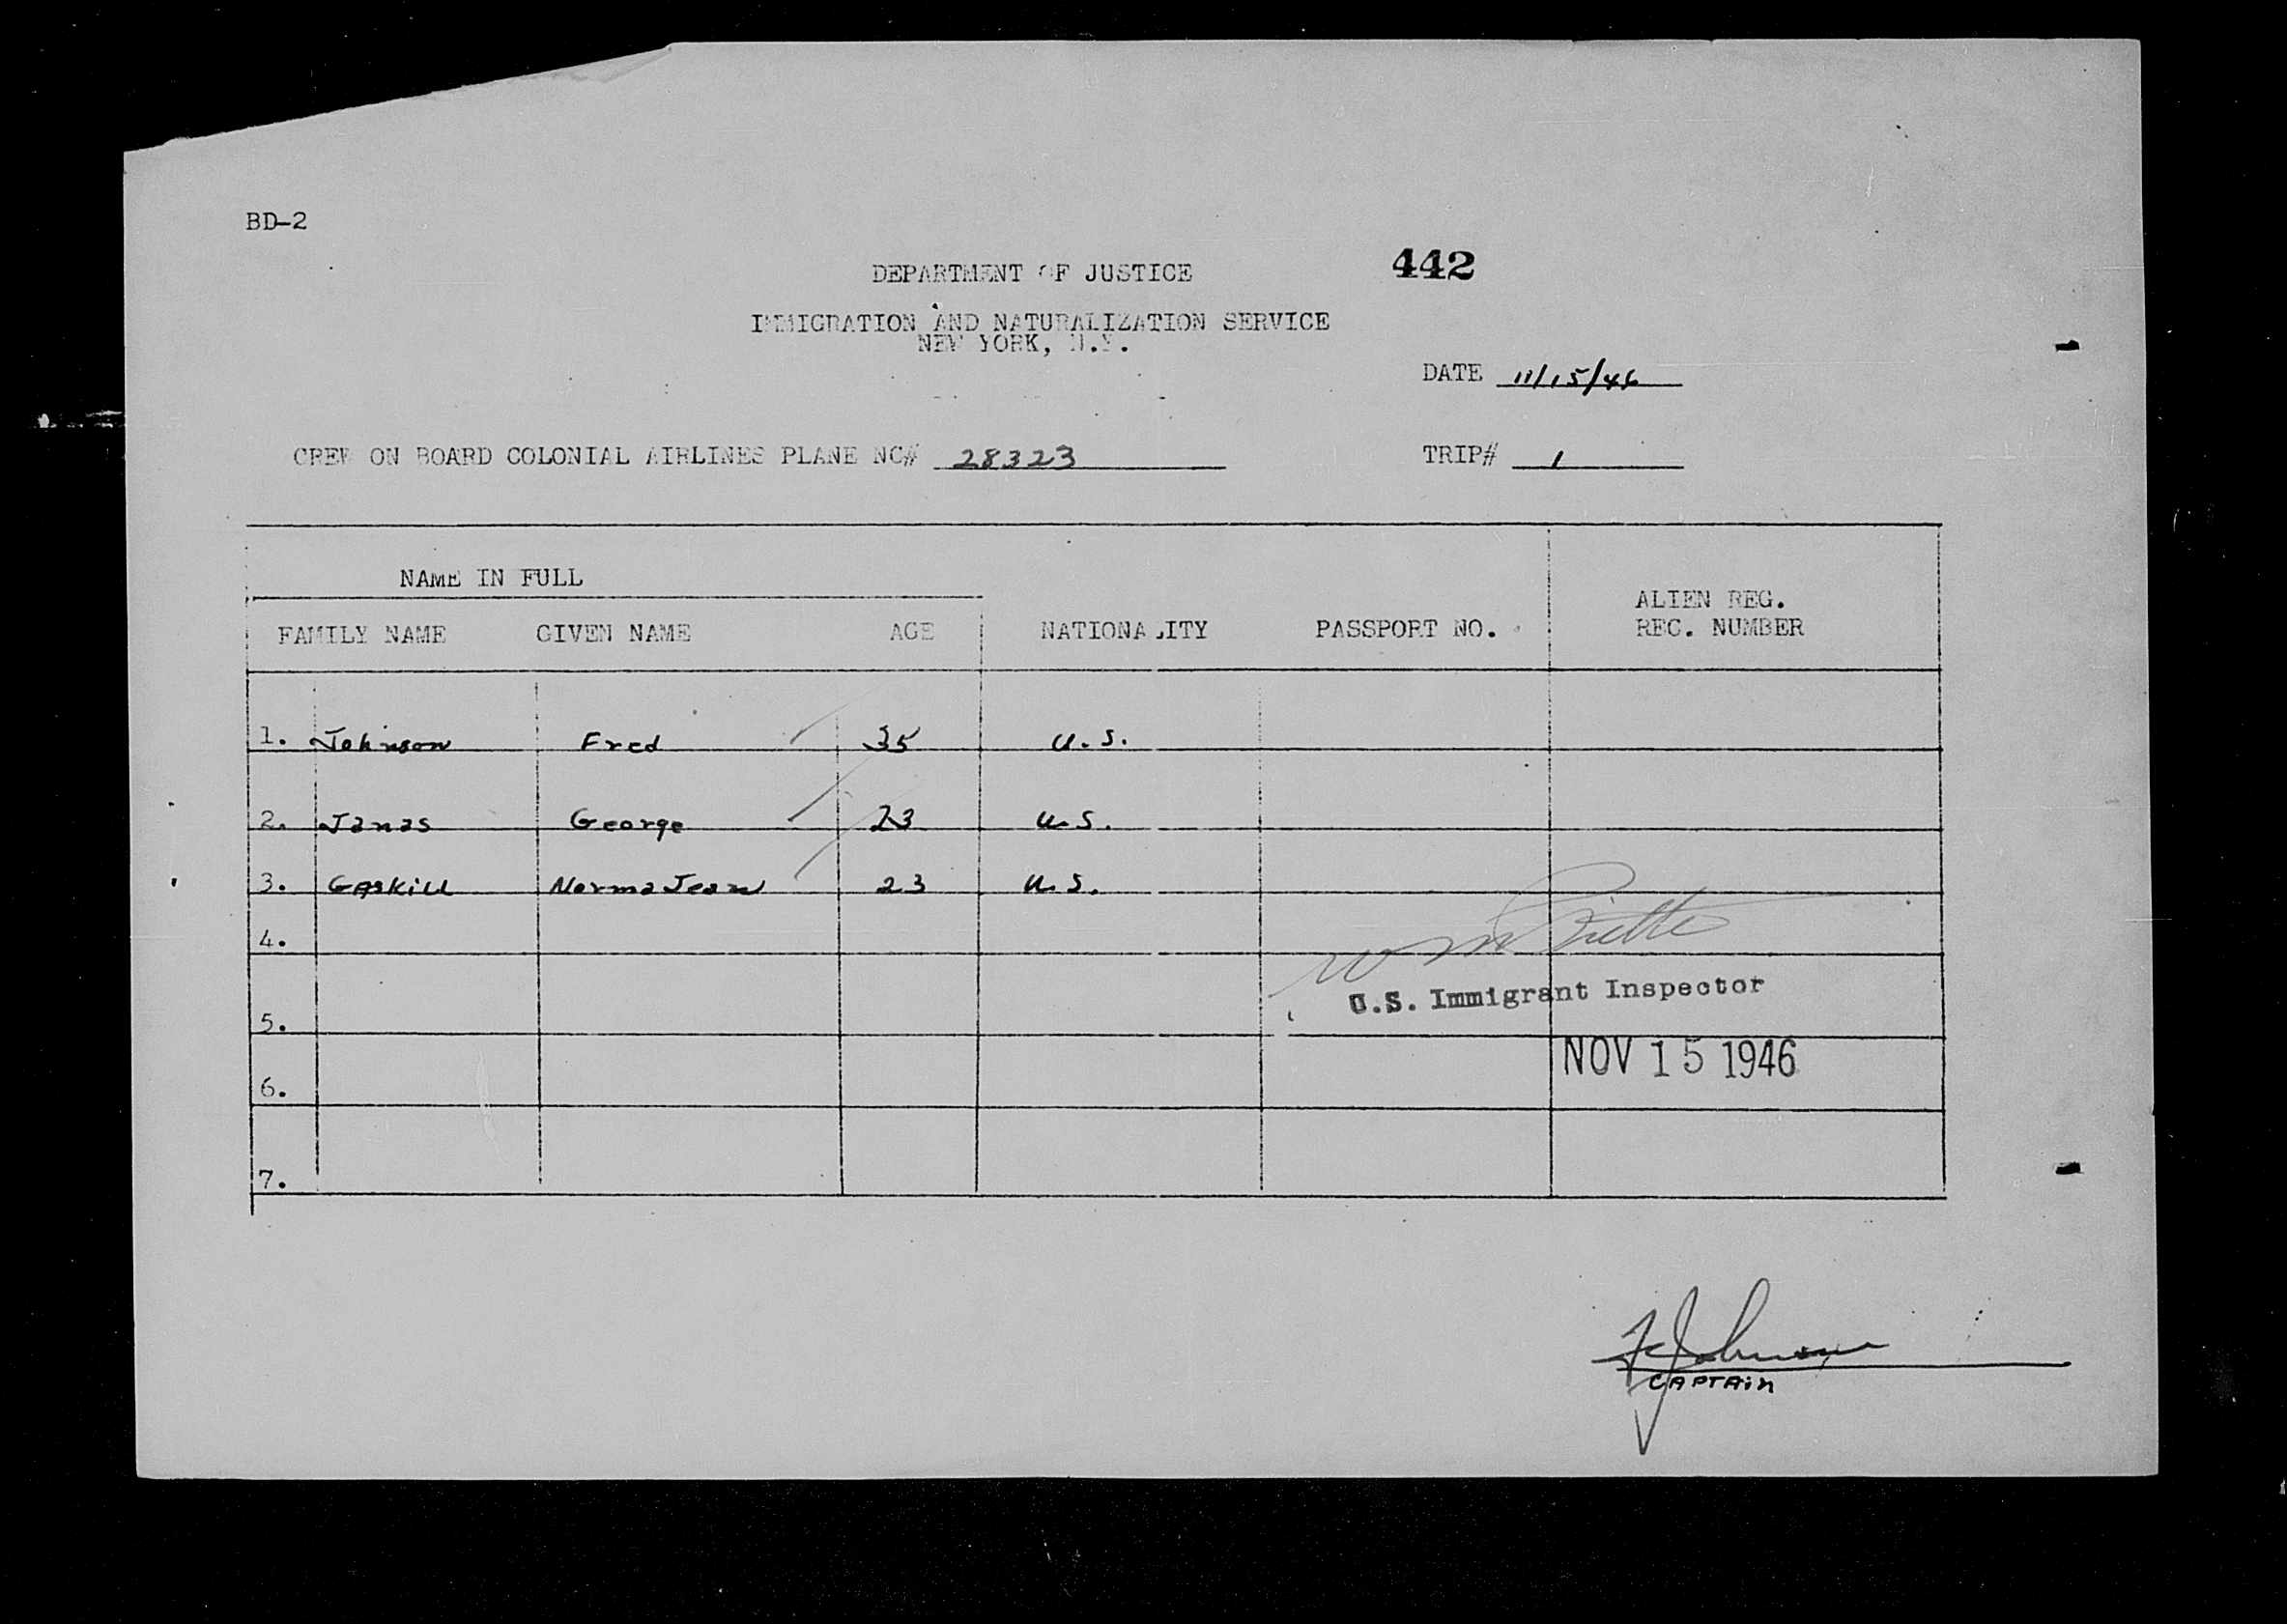 BD-2
DEPARTMENT OF JUSTICE
442
IMMIGRATION AND NATURALIZATION SERVICE
NEW YORK, N.Y.
DATE 11/15/46
CREW ON BOARD COLONIAL AIRLINES PLANE NC# 28323
TRIP# 1
NAME IN FULL
ALIEN REG.
FAMILY NAME GIVEN NAME AGE NATIONALITY PASSPORT NO. REC. NUMBER
1. Johnson Fred 35 U.S.
2. Janas George 23 U.S.
3. Gaskill Norma Jean 23 U.S.
4.
U.S. Immigrant Inspector
5.
NOV 15 1946
6.
7.
F Johnson
CAPTAIN